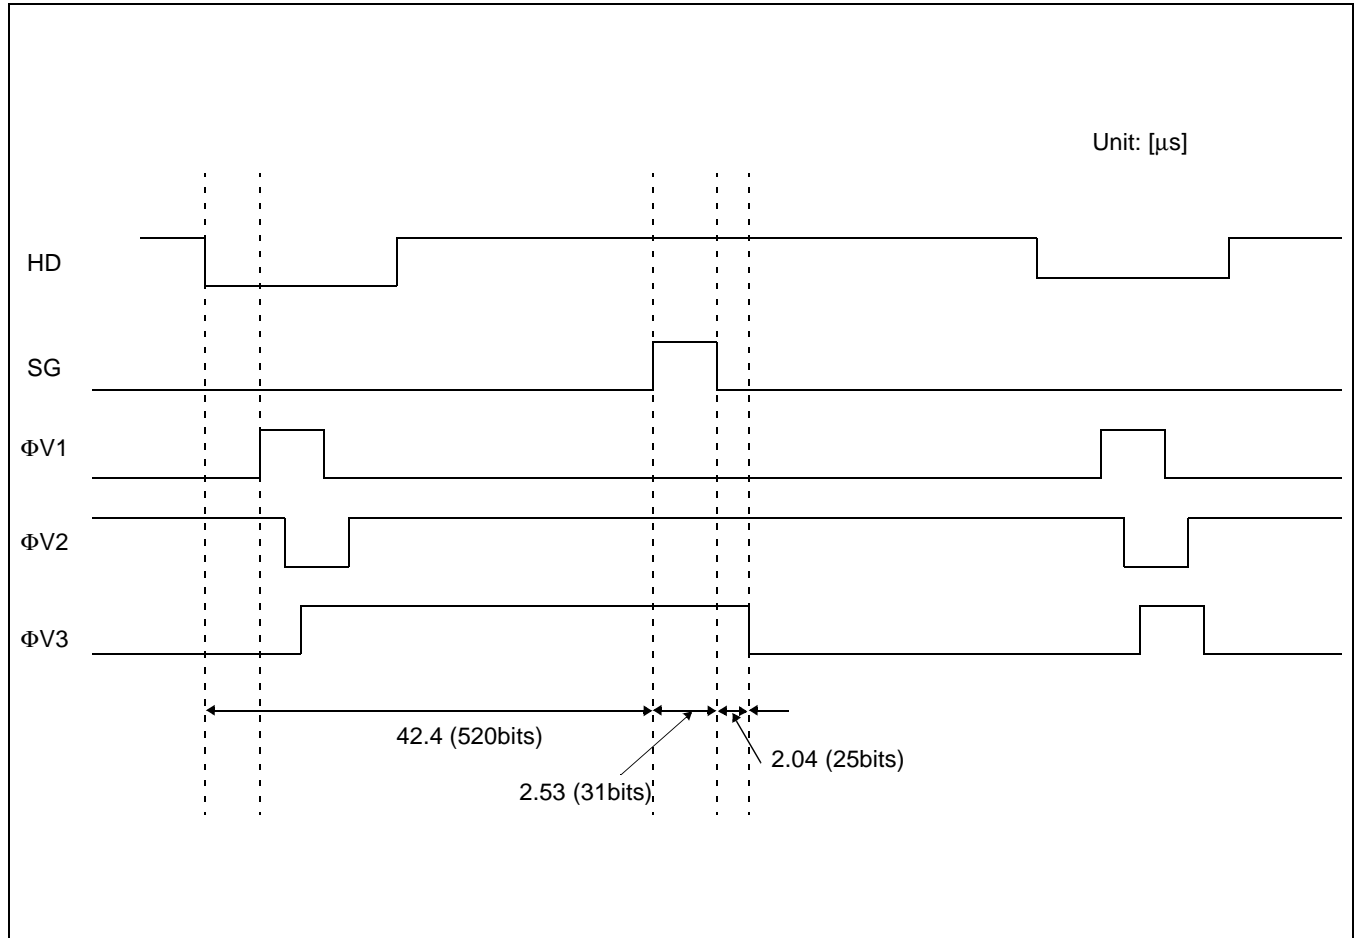 Unit: [μs]
HD
SG
ΦV1
ΦV2
ΦV3
42.4 (520bits)
2.04 (25bits)
2.53 (31bits)